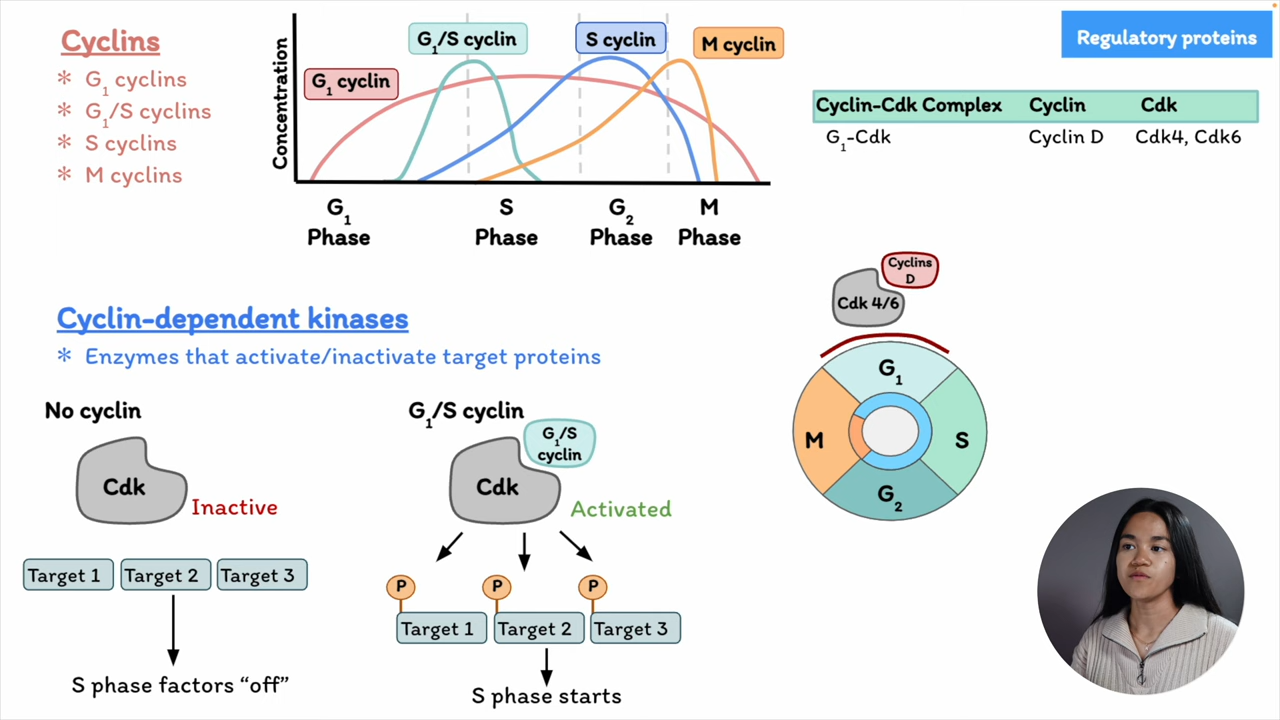 Cyclins
* G₁ cyclins
* G₁/S cyclins
* S cyclins
* M cyclins
Concentration
G₁ cyclin
G₁/S cyclin
S cyclin
M cyclin
G₁ Phase
S Phase
G₂ Phase
M Phase
Regulatory proteins
Cyclin-Cdk Complex Cyclin Cdk
G₁-Cdk Cyclin D Cdk4, Cdk6
Cyclin-dependent kinases
* Enzymes that activate/inactivate target proteins
No cyclin
Cdk
Inactive
Target 1 Target 2 Target 3
S phase factors “off”
G₁/S cyclin
G₁/S
cyclin
Cdk
Activated
P P P
Target 1 Target 2 Target 3
S phase starts
Cyclins
D
Cdk 4/6
G₁
M
S
G₂